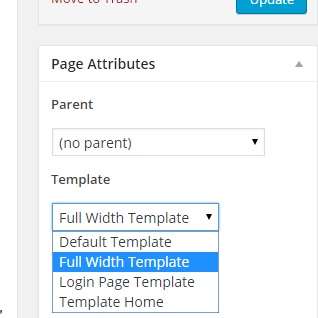 Move to Trash
Update
Page Attributes
Parent
(no parent)
Template
Full Width Template
Default Template
Full Width Template
Login Page Template
Template Home